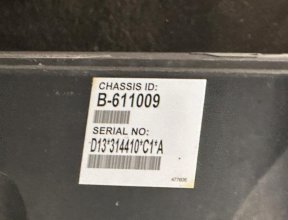 CHASSIS ID:
B-611009
SERIAL NO:
D13*314410*C1*A